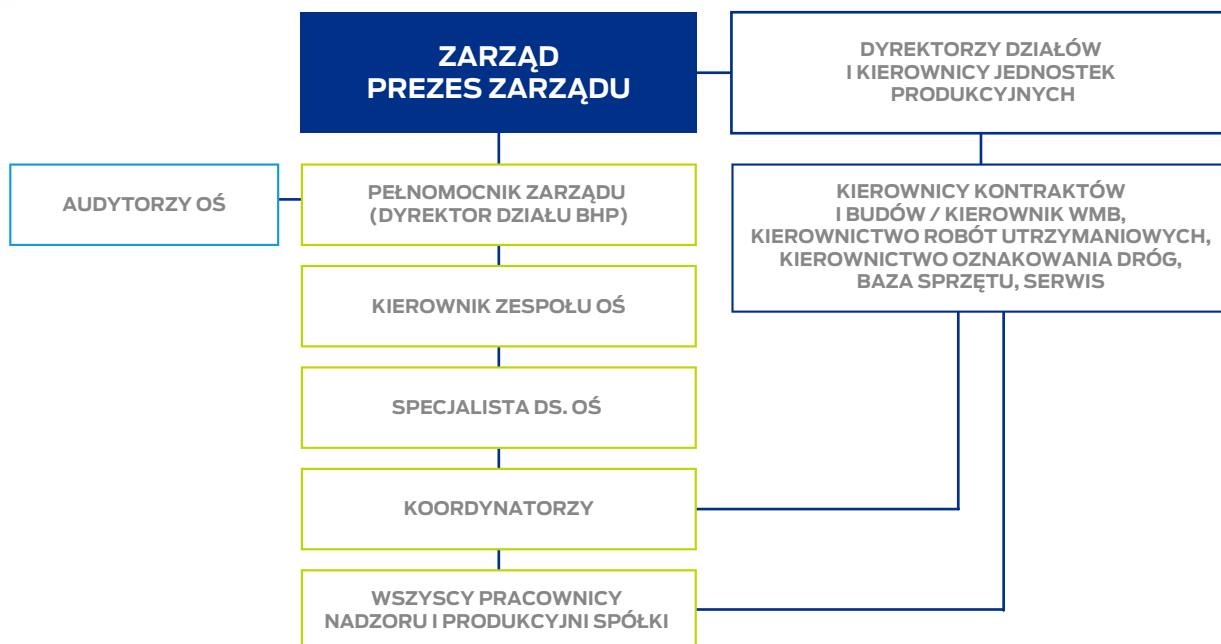 ZARZĄD
PREZES ZARZĄDU
DYREKTORZY DZIAŁÓW
I KIEROWNICY JEDNOSTEK
PRODUKCYJNYCH
AUDYTORZY OŚ
PEŁNOMOCNIK ZARZĄDU
(DYREKTOR DZIAŁU BHP)
KIEROWNICY KONTRAKTÓW
I BUDÓW / KIEROWNIK WMB,
KIEROWNICTWO ROBÓT UTRZYMANIOWYCH,
KIEROWNICTWO OZNAKOWANIA DRÓG,
BAZA SPRZĘTU, SERWIS
KIEROWNIK ZESPOŁU OŚ
SPECJALISTA DS. OŚ
KOORDYNATORZY
WSZYSCY PRACOWNICY
NADZORU I PRODUKCYJNI SPÓŁKI